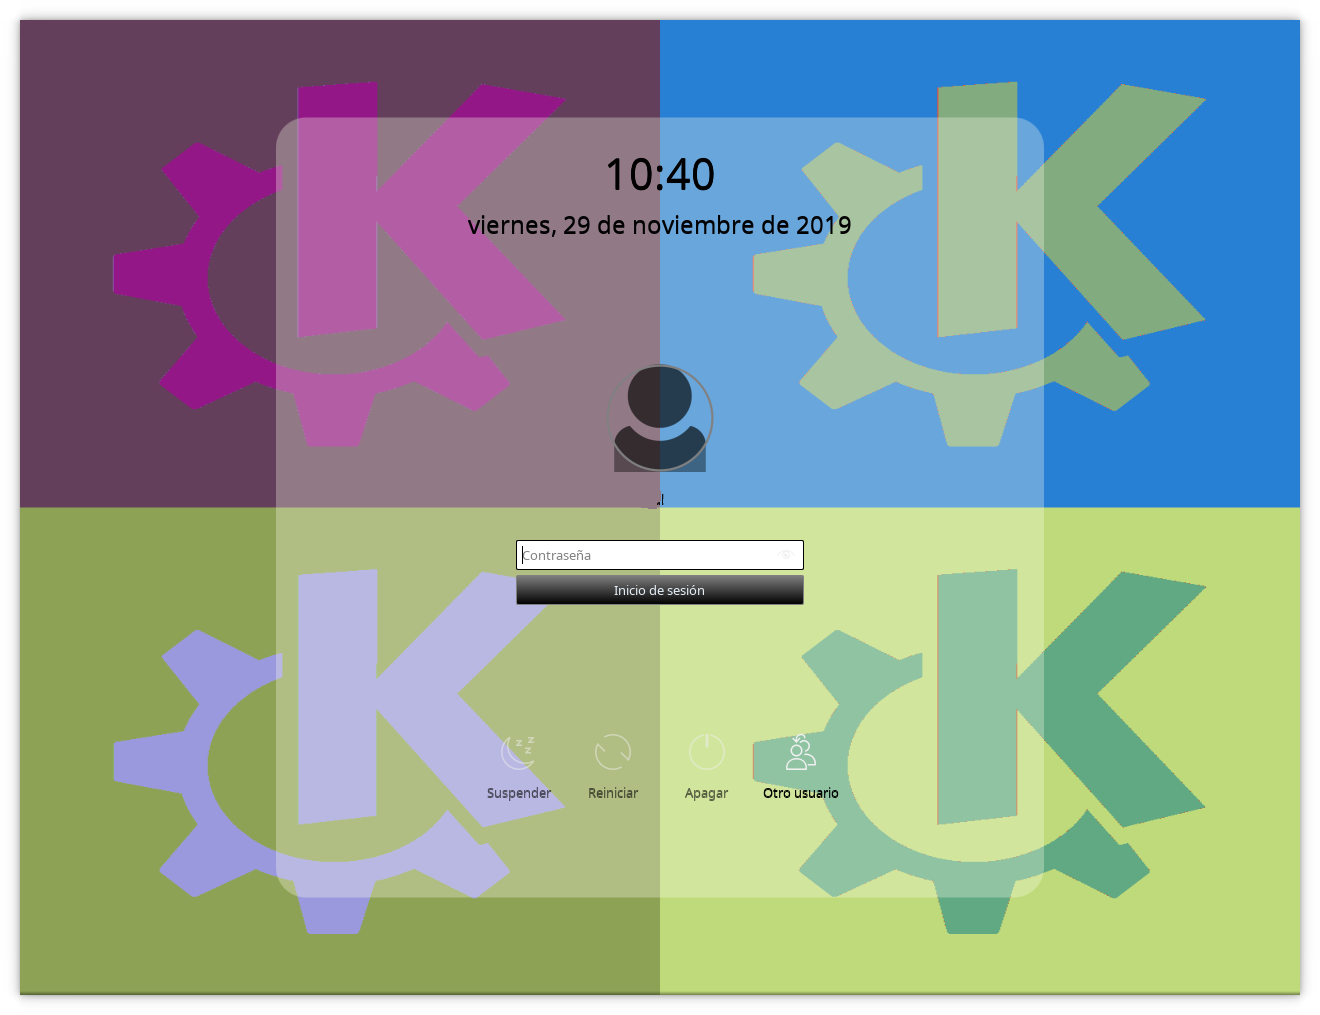 10:40
viernes, 29 de noviembre de 2019
Contraseña
Inicio de sesión
Suspender
Reiniciar
Apagar
Otro usuario